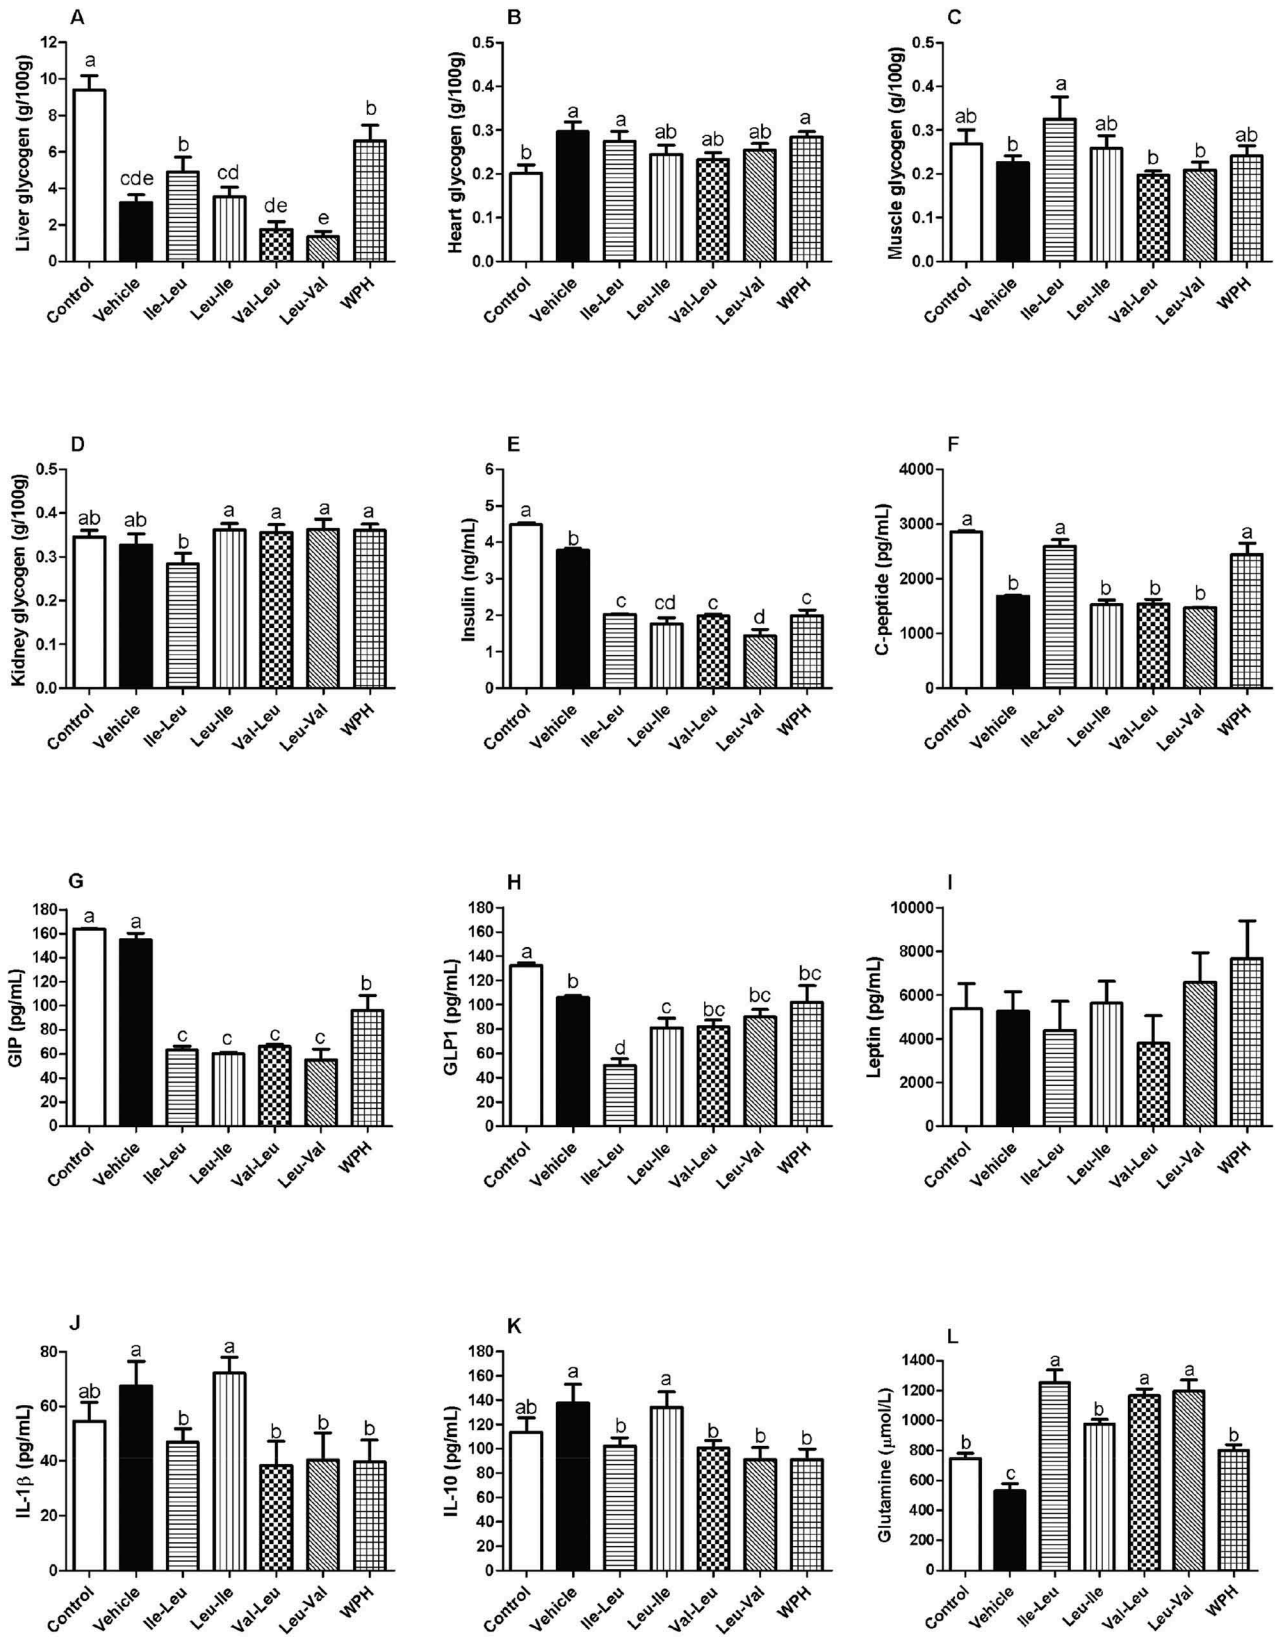 A
Liver glycogen (g/100g)
12
10
8
6
4
2
0
a
cde
b
cd
de
e
b
Control
Vehicle
Ile-Leu
Leu-Ile
Val-Leu
Leu-Val
WPH
B
Heart glycogen (g/100g)
0.5
0.4
0.3
0.2
0.1
0.0
b
a
a
ab
ab
ab
a
Control
Vehicle
Ile-Leu
Leu-Ile
Val-Leu
Leu-Val
WPH
C
Muscle glycogen (g/100g)
0.5
0.4
0.3
0.2
0.1
0.0
ab
b
a
ab
b
b
ab
Control
Vehicle
Ile-Leu
Leu-Ile
Val-Leu
Leu-Val
WPH
D
Kidney glycogen (g/100g)
0.5
0.4
0.3
0.2
0.1
0.0
ab
ab
b
a
a
a
a
Control
Vehicle
Ile-Leu
Leu-Ile
Val-Leu
Leu-Val
WPH
E
Insulin (ng/mL)
6
5
4
3
2
1
0
a
b
c
cd
c
d
c
Control
Vehicle
Ile-Leu
Leu-Ile
Val-Leu
Leu-Val
WPH
F
C-peptide (pg/mL)
4000
3000
2000
1000
0
a
b
a
b
b
b
a
Control
Vehicle
Ile-Leu
Leu-Ile
Val-Leu
Leu-Val
WPH
G
GIP (pg/mL)
180
160
140
120
100
80
60
40
20
0
a
a
c
c
c
c
b
Control
Vehicle
Ile-Leu
Leu-Ile
Val-Leu
Leu-Val
WPH
H
GLP1 (pg/mL)
180
160
140
120
100
80
60
40
20
0
a
b
d
c
bc
bc
bc
Control
Vehicle
Ile-Leu
Leu-Ile
Val-Leu
Leu-Val
WPH
I
Leptin (pg/mL)
10000
8000
6000
4000
2000
0
Control
Vehicle
Ile-Leu
Leu-Ile
Val-Leu
Leu-Val
WPH
J
IL-1β (pg/mL)
80
60
40
20
0
ab
a
b
a
b
b
b
Control
Vehicle
Ile-Leu
Leu-Ile
Val-Leu
Leu-Val
WPH
K
IL-10 (pg/mL)
180
160
140
120
100
80
60
40
20
0
ab
a
b
a
b
b
b
Control
Vehicle
Ile-Leu
Leu-Ile
Val-Leu
Leu-Val
WPH
L
Glutamine (μmol/L)
1400
1200
1000
800
600
400
200
0
b
c
a
b
a
a
b
Control
Vehicle
Ile-Leu
Leu-Ile
Val-Leu
Leu-Val
WPH